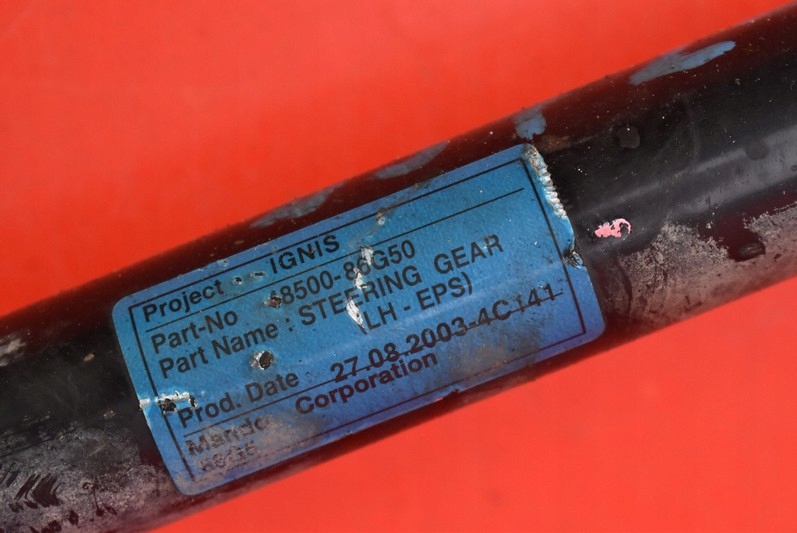 Project : IGNIS
Part-No 48500-86G50
Part Name : STEERING GEAR
(LH - EPS)
Prod. Date 27.08.2003-4C141
Mando Corporation
86G5